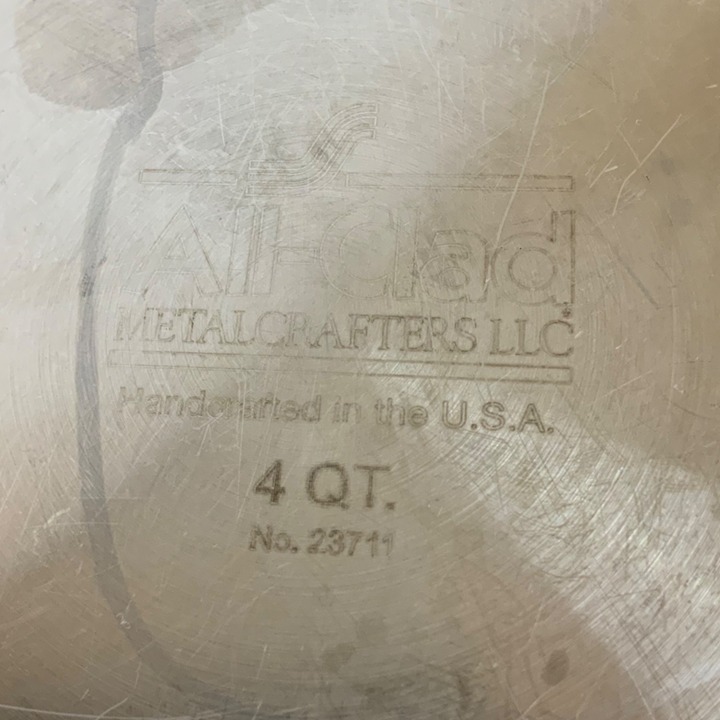 All-Clad
METALCRAFTERS LLC
Handcrafted in the U.S.A.
4 QT.
No. 23711